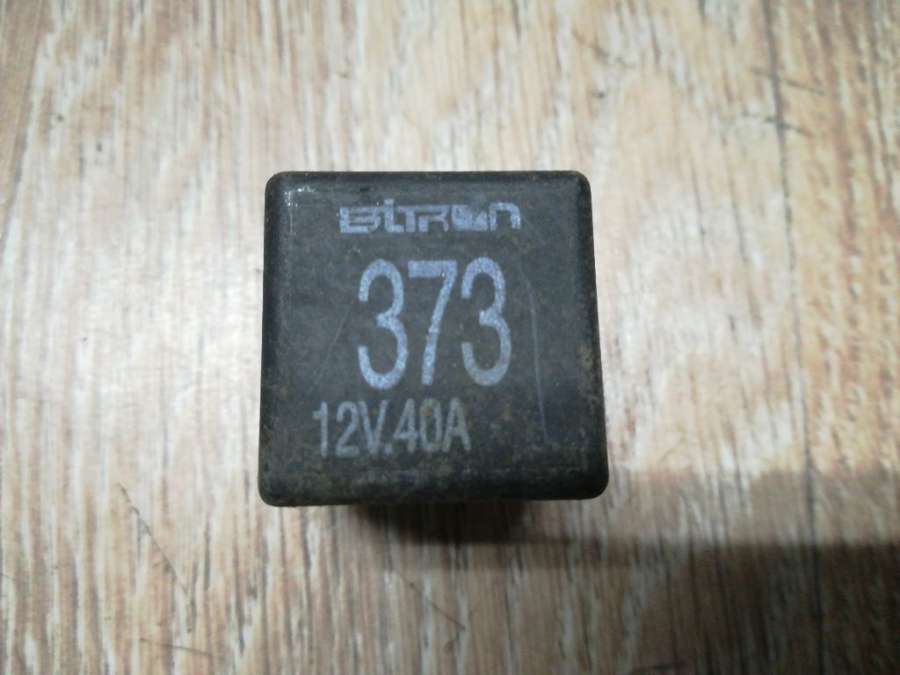 BITRON
373
12V.40A